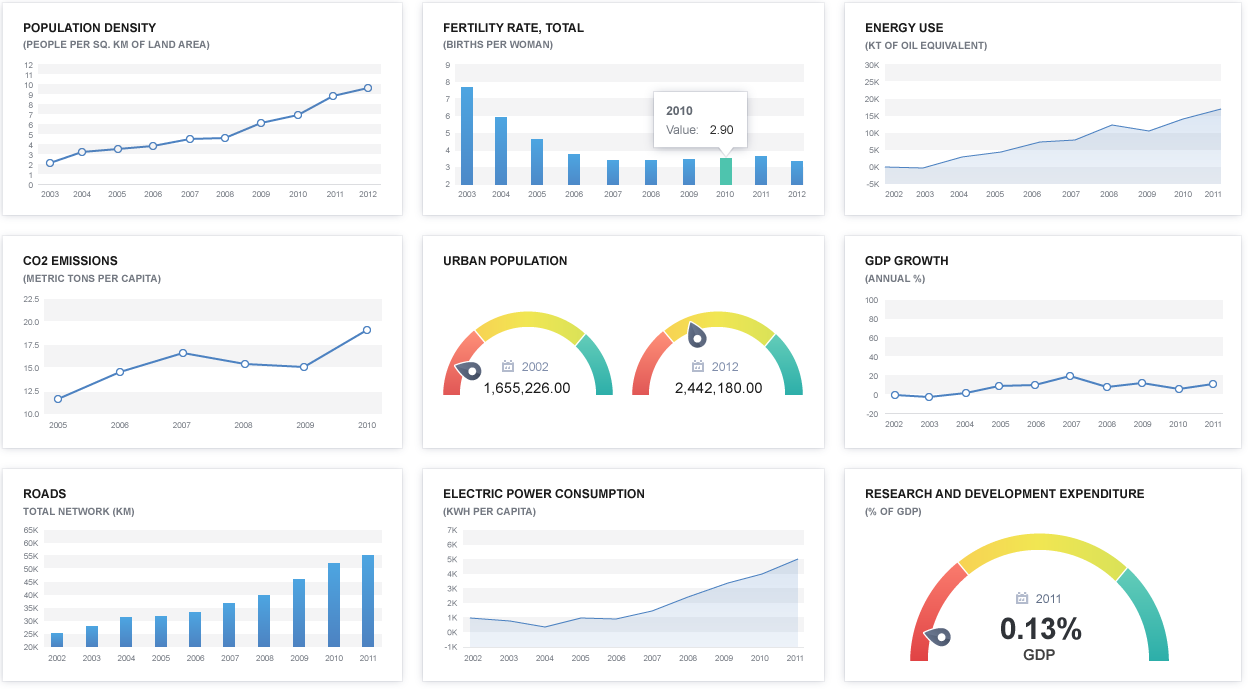 POPULATION DENSITY
(PEOPLE PER SQ. KM OF LAND AREA)
12
11
10
9
8
7
6
5
4
3
2
1
0
2003 2004 2005 2006 2007 2008 2009 2010 2011 2012
FERTILITY RATE, TOTAL
(BIRTHS PER WOMAN)
9
8
7
6
5
4
3
2
2010
Value: 2.90
2003 2004 2005 2006 2007 2008 2009 2010 2011 2012
ENERGY USE
(KT OF OIL EQUIVALENT)
30K
25K
20K
15K
10K
5K
0K
-5K
2002 2003 2004 2005 2006 2007 2008 2009 2010 2011
CO2 EMISSIONS
(METRIC TONS PER CAPITA)
22.5
20.0
17.5
15.0
12.5
10.0
2005 2006 2007 2008 2009 2010
URBAN POPULATION
2002
1,655,226.00
2012
2,442,180.00
GDP GROWTH
(ANNUAL %)
100
80
60
40
20
0
-20
2002 2003 2004 2005 2006 2007 2008 2009 2010 2011
ROADS
TOTAL NETWORK (KM)
65K
60K
55K
50K
45K
40K
35K
30K
25K
20K
2002 2003 2004 2005 2006 2007 2008 2009 2010 2011
ELECTRIC POWER CONSUMPTION
(KWH PER CAPITA)
7K
6K
5K
4K
3K
2K
1K
0K
-1K
2002 2003 2004 2005 2006 2007 2008 2009 2010 2011
RESEARCH AND DEVELOPMENT EXPENDITURE
(% OF GDP)
2011
0.13%
GDP